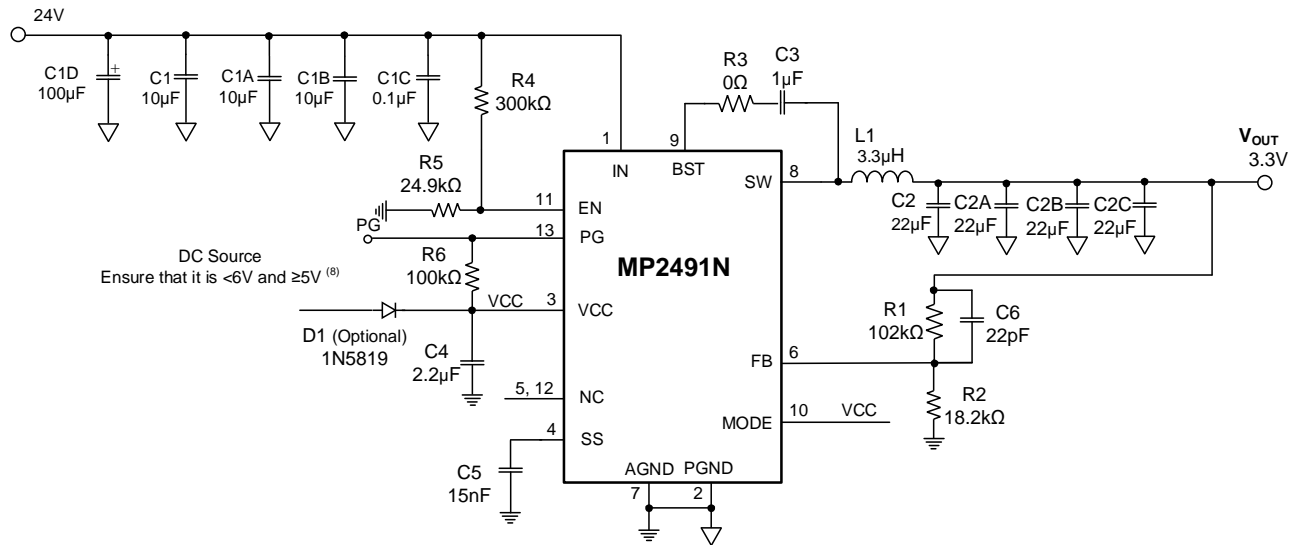 24V
C1D
100µF
+
C1
10µF
C1A
10µF
C1B
10µF
C1C
0.1µF
R4
300kΩ
R3
0Ω
C3
1µF
1
9
IN
BST
L1
3.3µH
V_OUT
3.3V
SW
8
R5
24.9kΩ
11
EN
C2
22µF
C2A
22µF
C2B
22µF
C2C
22µF
PG
13
PG
DC Source
Ensure that it is <6V and ≥5V (8)
R6
100kΩ
MP2491N
VCC
3
VCC
D1 (Optional)
1N5819
C4
2.2µF
R1
102kΩ
C6
22pF
FB
6
5, 12
NC
R2
18.2kΩ
MODE
10
VCC
4
SS
C5
15nF
AGND
PGND
7
2